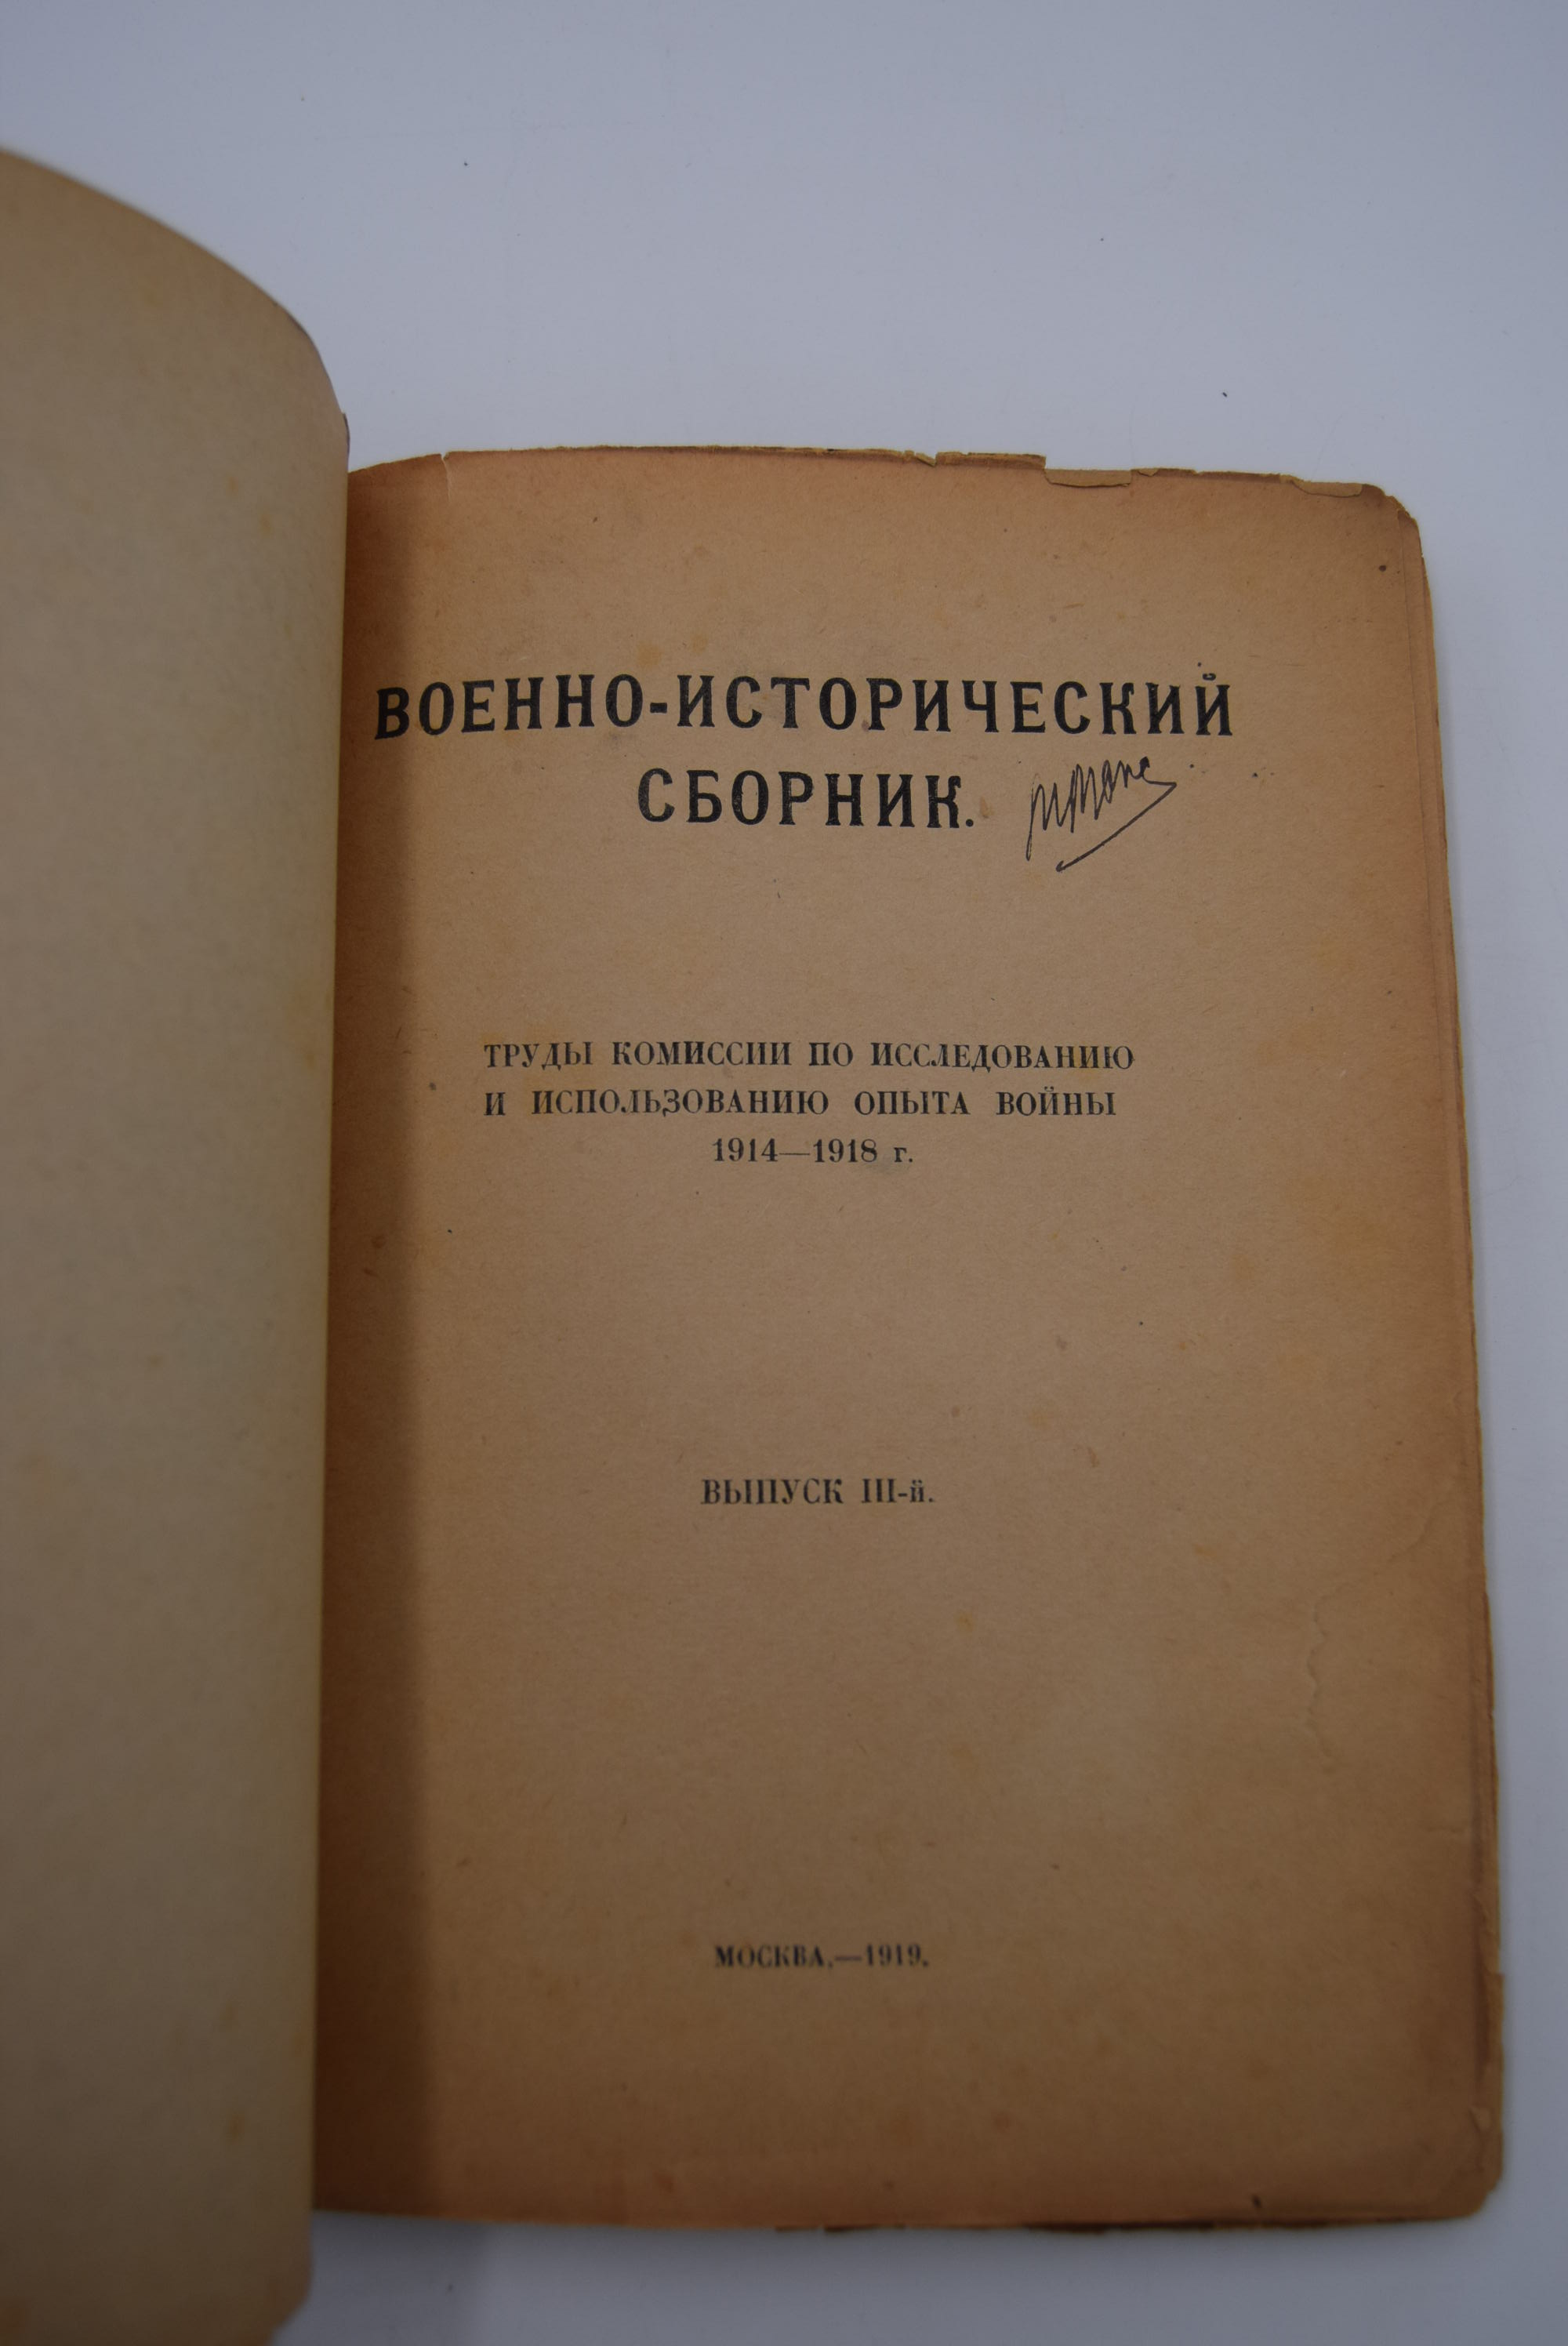 ВОЕННО-ИСТОРИЧЕСКИЙ
СБОРНИК.
ТРУДЫ КОМИССИИ ПО ИССЛЕДОВАНИЮ
И ИСПОЛЬЗОВАНИЮ ОПЫТА ВОЙНЫ
1914—1918 г.
ВЫПУСК III-й.
МОСКВА,—1919.